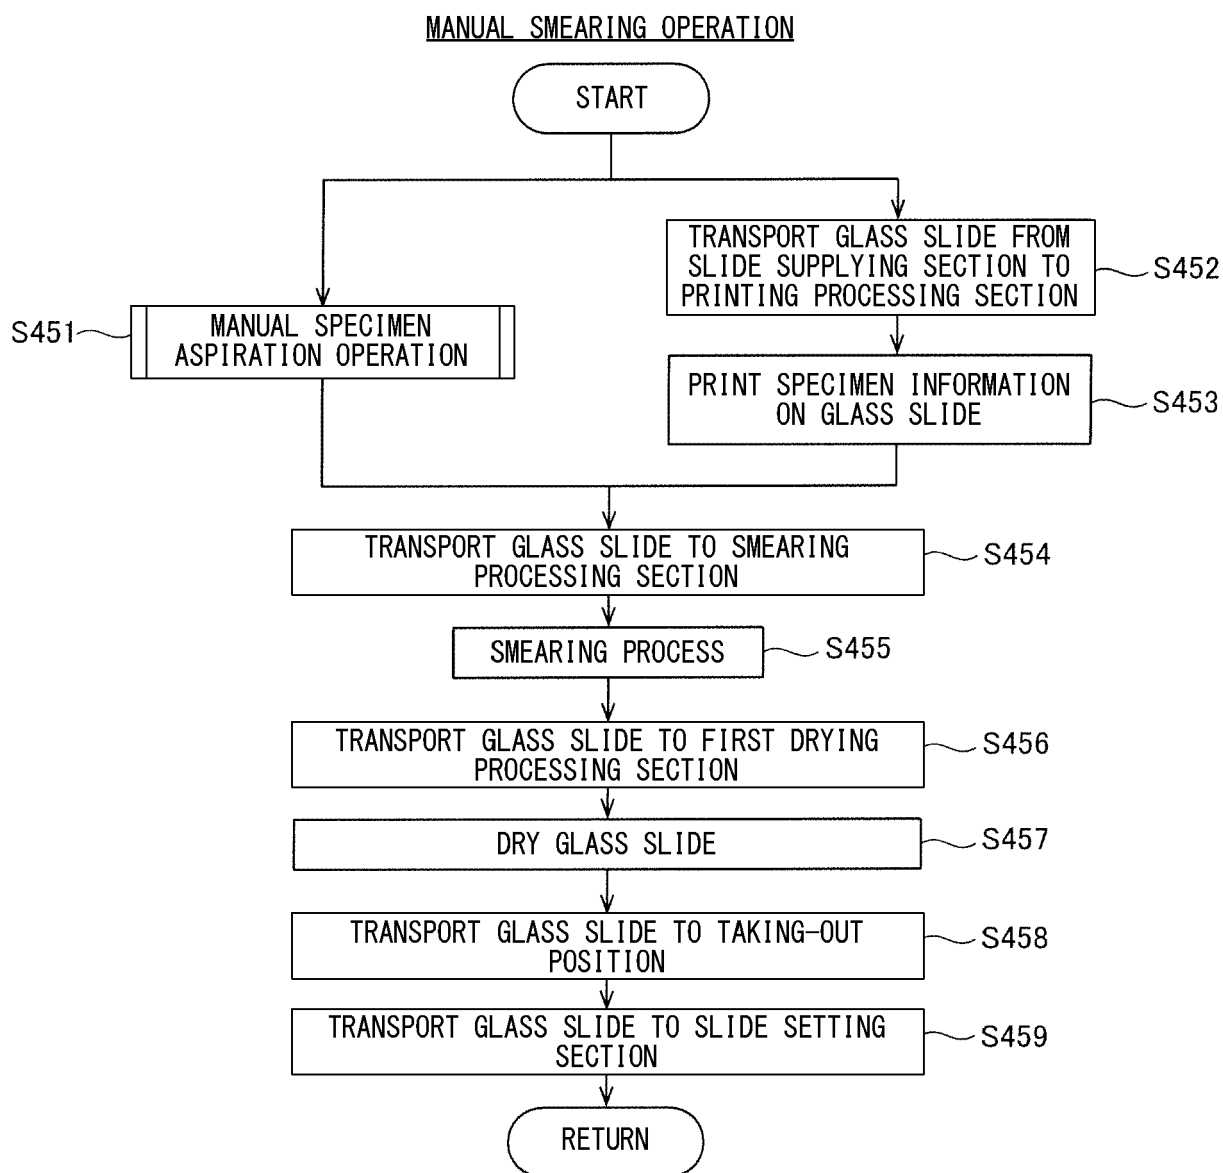 MANUAL SMEARING OPERATION
START
TRANSPORT GLASS SLIDE FROM
SLIDE SUPPLYING SECTION TO
PRINTING PROCESSING SECTION
S452
S451
MANUAL SPECIMEN
ASPIRATION OPERATION
PRINT SPECIMEN INFORMATION
ON GLASS SLIDE
S453
TRANSPORT GLASS SLIDE TO SMEARING
PROCESSING SECTION
S454
SMEARING PROCESS
S455
TRANSPORT GLASS SLIDE TO FIRST DRYING
PROCESSING SECTION
S456
DRY GLASS SLIDE
S457
TRANSPORT GLASS SLIDE TO TAKING-OUT
POSITION
S458
TRANSPORT GLASS SLIDE TO SLIDE SETTING
SECTION
S459
RETURN